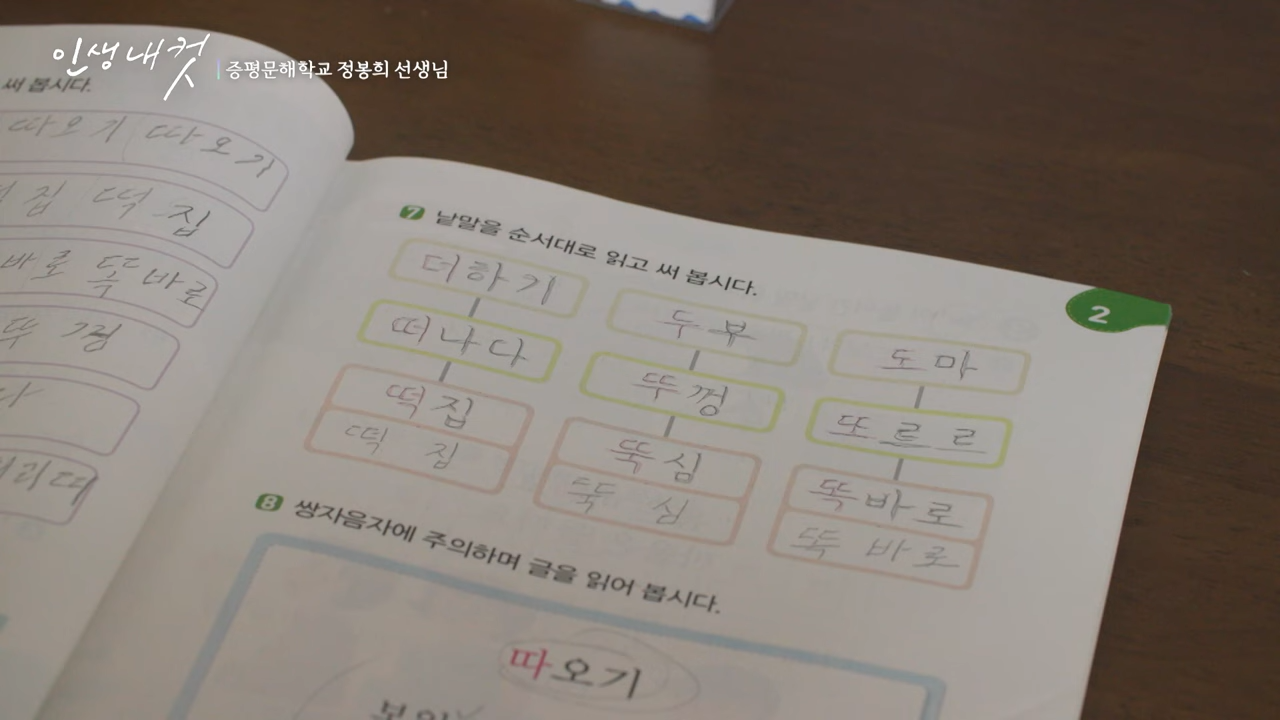 인생 내 컷
증평문해학교 정봉희 선생님
써 봅시다.
따오기 따오기
집 떡 집
바로 똑바로
뚜 껑
다
리띠
2
7 낱말을 순서대로 읽고 써 봅시다.
더하기 두부 도마
떠나다 뚜껑 또르르
떡집 뚝심 똑바로
떡 집 뚝 심 똑 바로
8 쌍자음자에 주의하며 글을 읽어 봅시다.
따오기